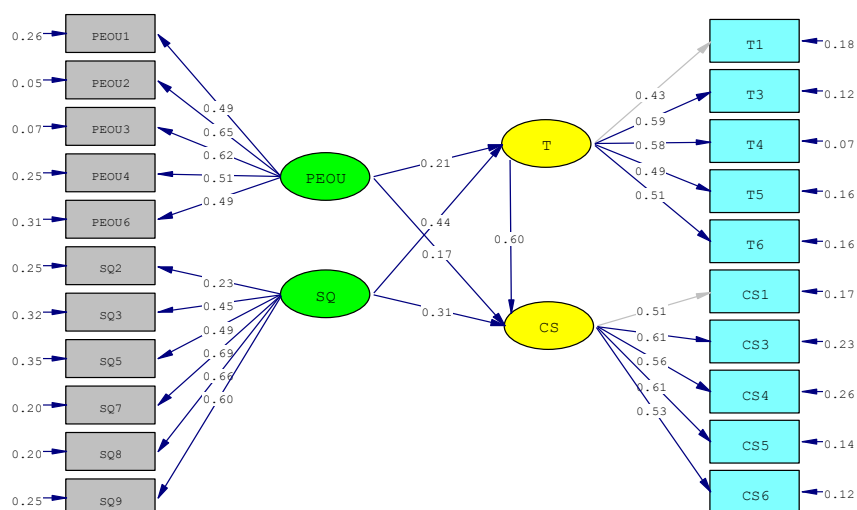 0.26 PEOU1
0.05 PEOU2
0.07 PEOU3
0.25 PEOU4
0.31 PEOU6
0.25 SQ2
0.32 SQ3
0.35 SQ5
0.20 SQ7
0.20 SQ8
0.25 SQ9
0.49
0.65
0.62
0.51
0.49
0.23
0.45
0.49
0.69
0.66
0.60
PEOU
SQ
0.21
0.44
0.17
0.31
0.60
T
CS
0.43
0.59
0.58
0.49
0.51
0.51
0.61
0.56
0.61
0.53
T1 0.18
T3 0.12
T4 0.07
T5 0.16
T6 0.16
CS1 0.17
CS3 0.23
CS4 0.26
CS5 0.14
CS6 0.12